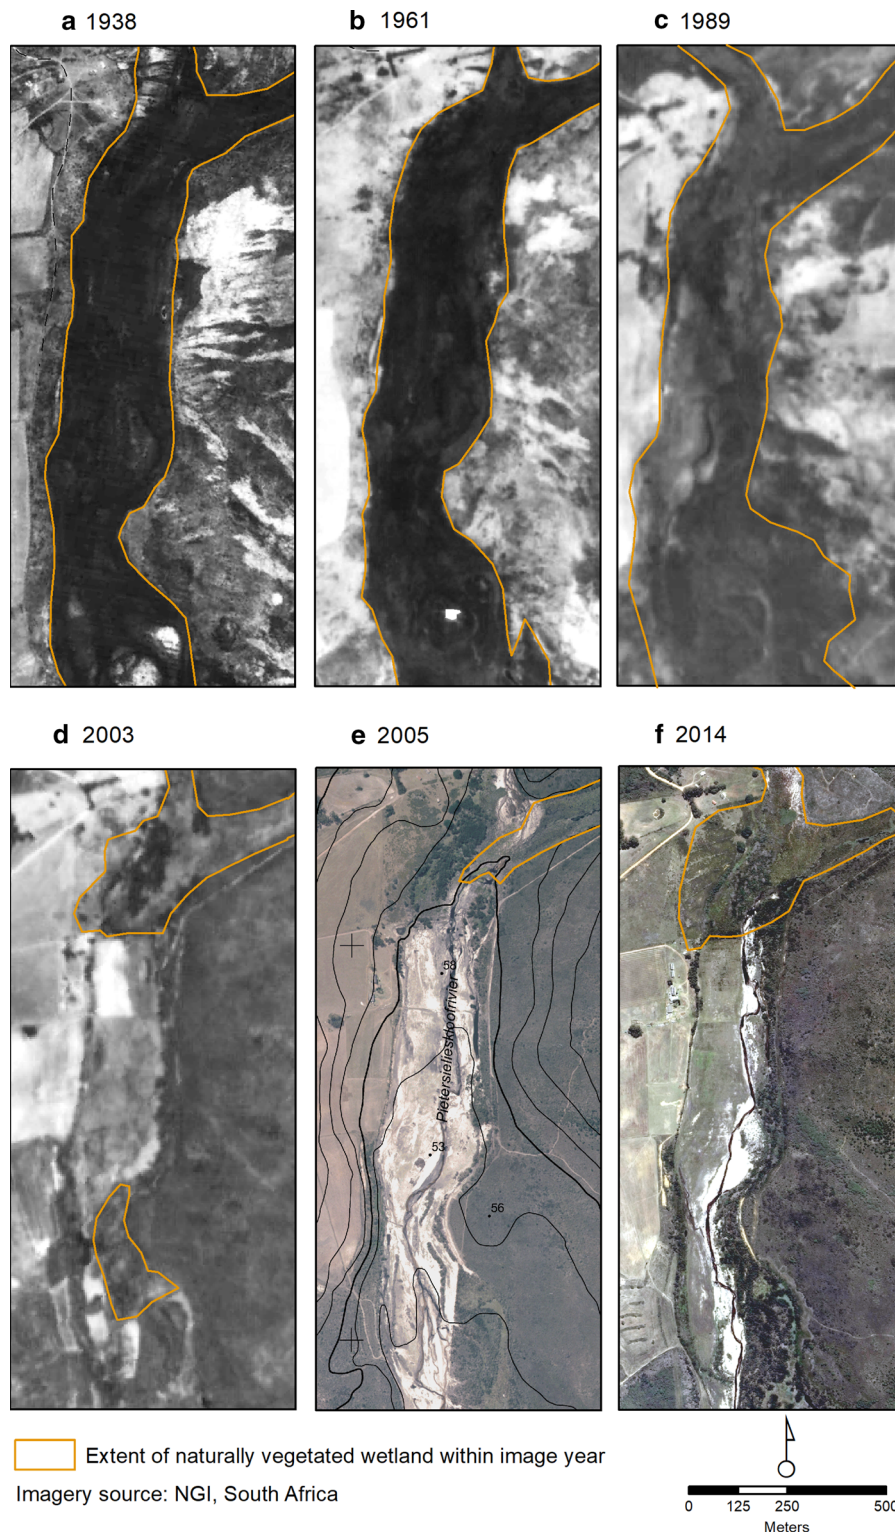 a 1938
b 1961
c 1989
d 2003
e 2005
f 2014
58
Pietersielieskloofrivier
53
56
Extent of naturally vegetated wetland within image year
Imagery source: NGI, South Africa
0 125 250 500
Meters